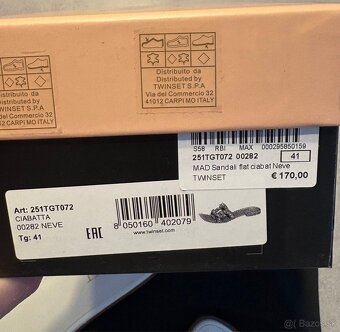 Distribuito da
Distributed by
TWINSET S.P.A
Via del Commercio 32
41012 CARPI MO ITALY
Distribuito da
Distributed by
TWINSET S.P.A
Via del Commercio 32
41012 CARPI MO ITALY
S58 RBI MAX 000295850159
251TGT072 00282 41
MAD Sandali flat ciabat Neve
TWINSET
€ 170,00
Art: 251TGT072
CIABATTA
00282 NEVE
Tg: 41
EAC
8 050160 402079
www.twinset.com